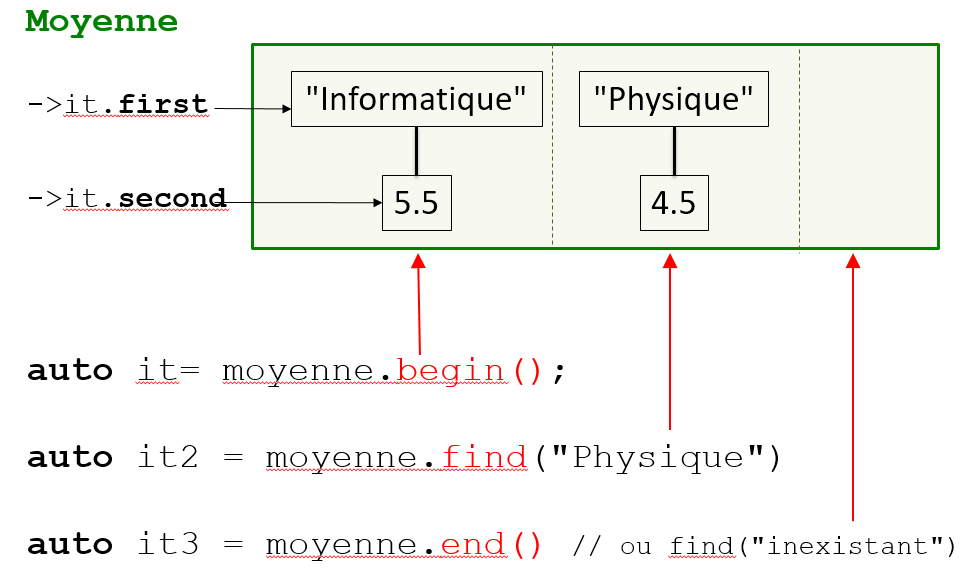 Moyenne
->it.first "Informatique" "Physique"
->it.second 5.5 4.5
auto it= moyenne.begin();
auto it2 = moyenne.find("Physique")
auto it3 = moyenne.end() // ou find("inexistant")